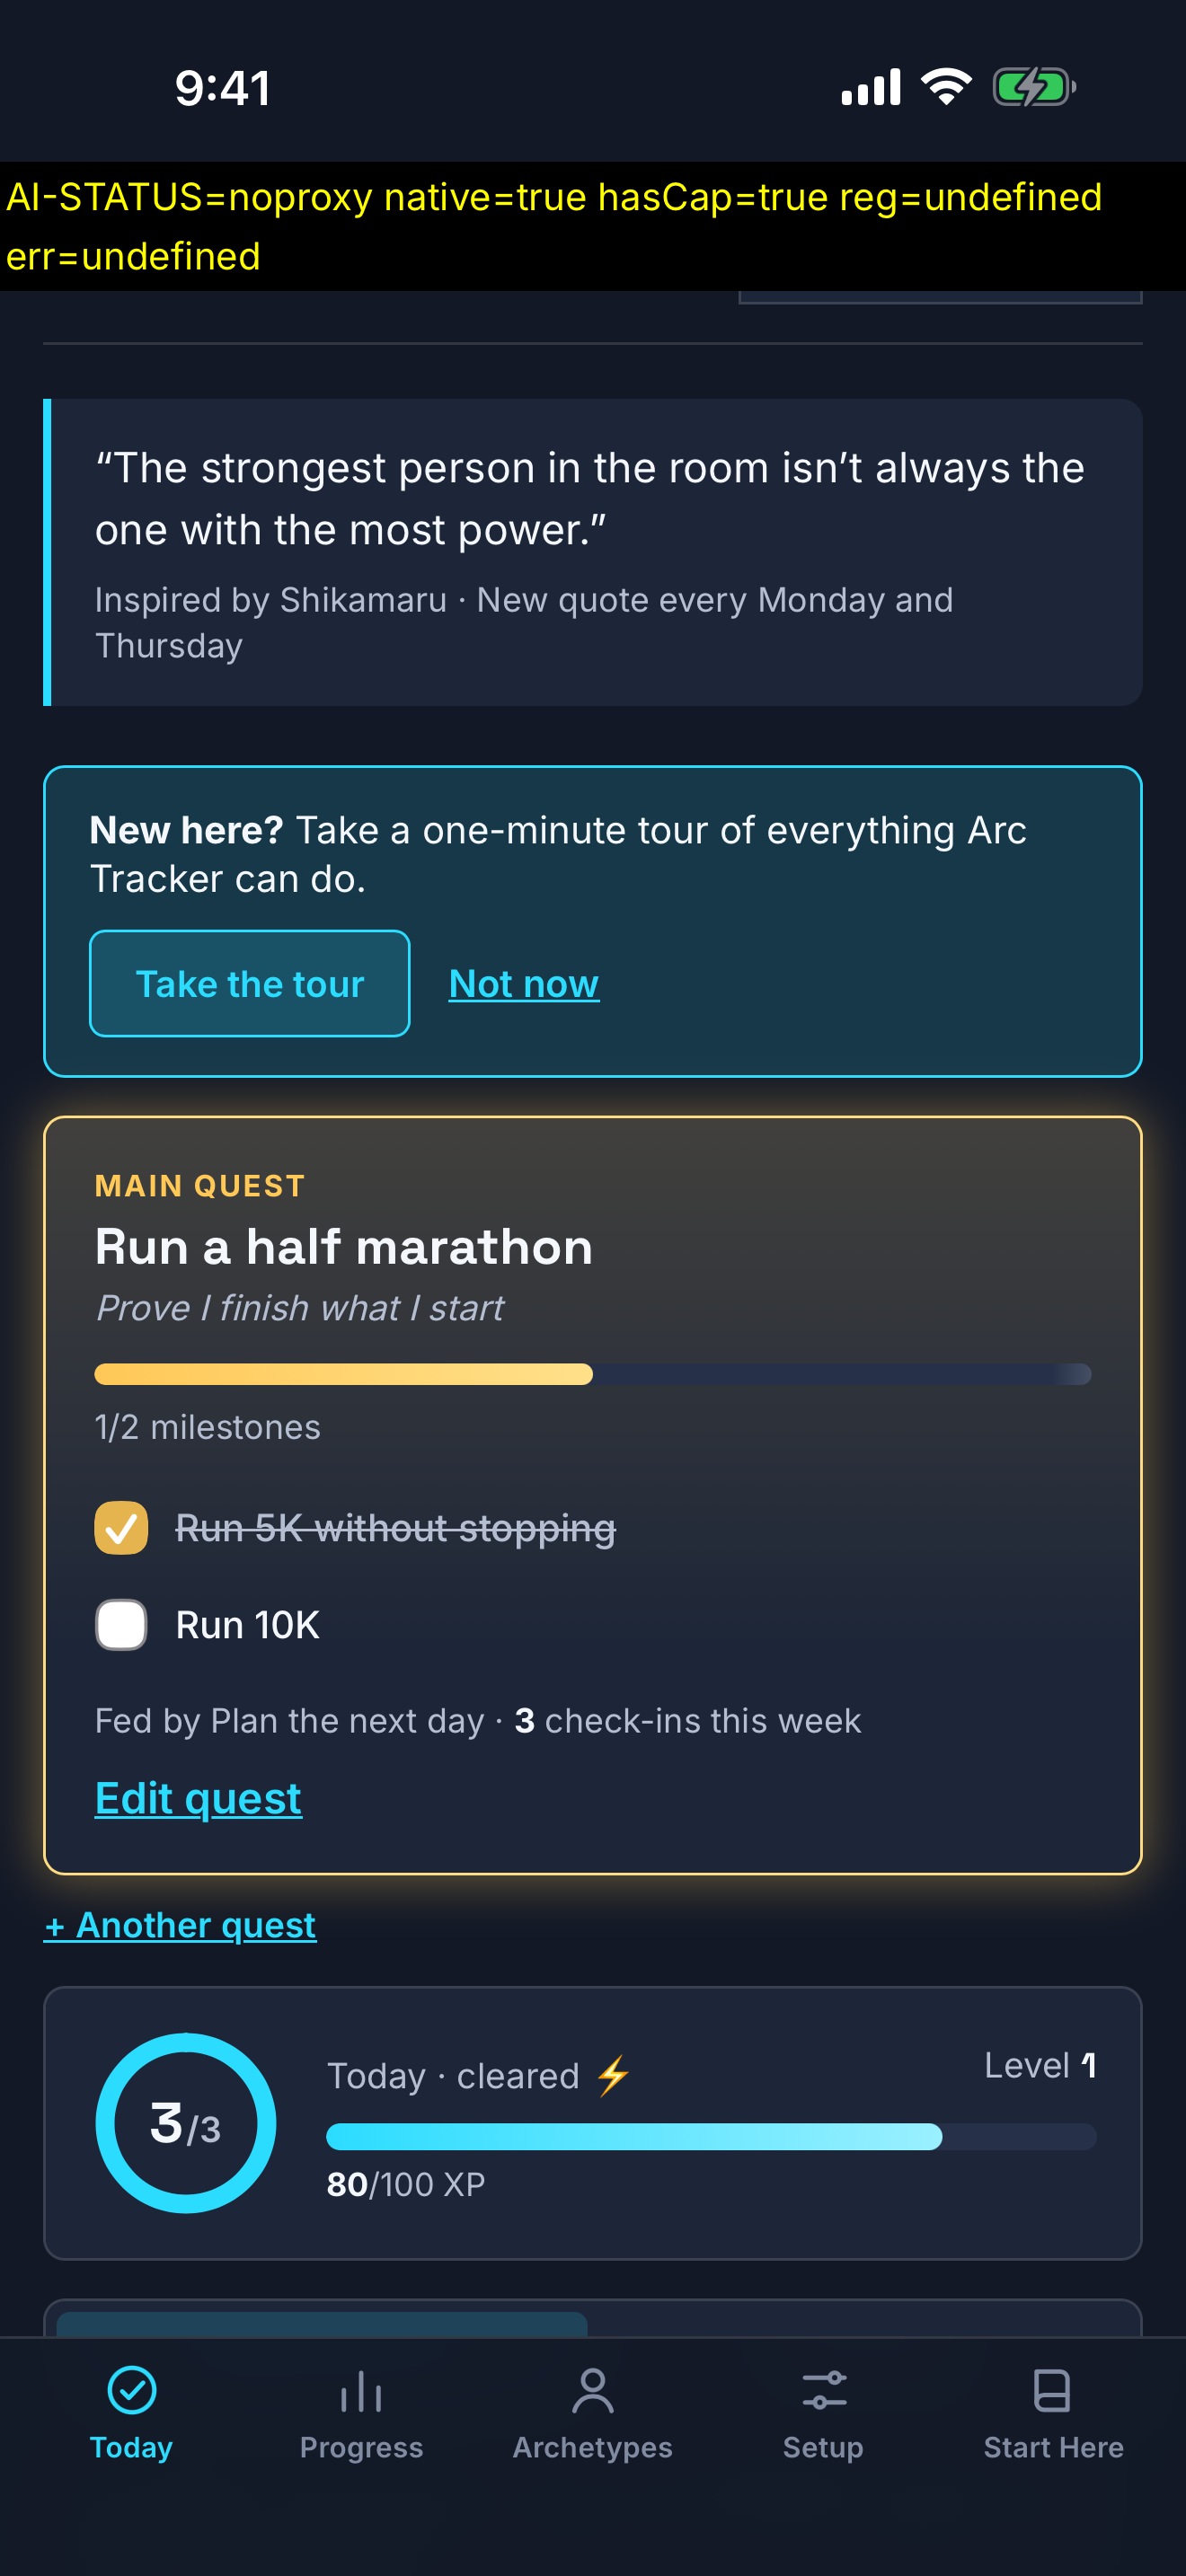 9:41
AI-STATUS=noproxy native=true hasCap=true reg=undefined
err=undefined
“The strongest person in the room isn’t always the
one with the most power.”
Inspired by Shikamaru · New quote every Monday and
Thursday
New here? Take a one-minute tour of everything Arc
Tracker can do.
Take the tour
Not now
MAIN QUEST
Run a half marathon
Prove I finish what I start
1/2 milestones
Run 5K without stopping
Run 10K
Fed by Plan the next day · 3 check-ins this week
Edit quest
+ Another quest
3/3
Today · cleared ⚡
Level 1
80/100 XP
Today
Progress
Archetypes
Setup
Start Here